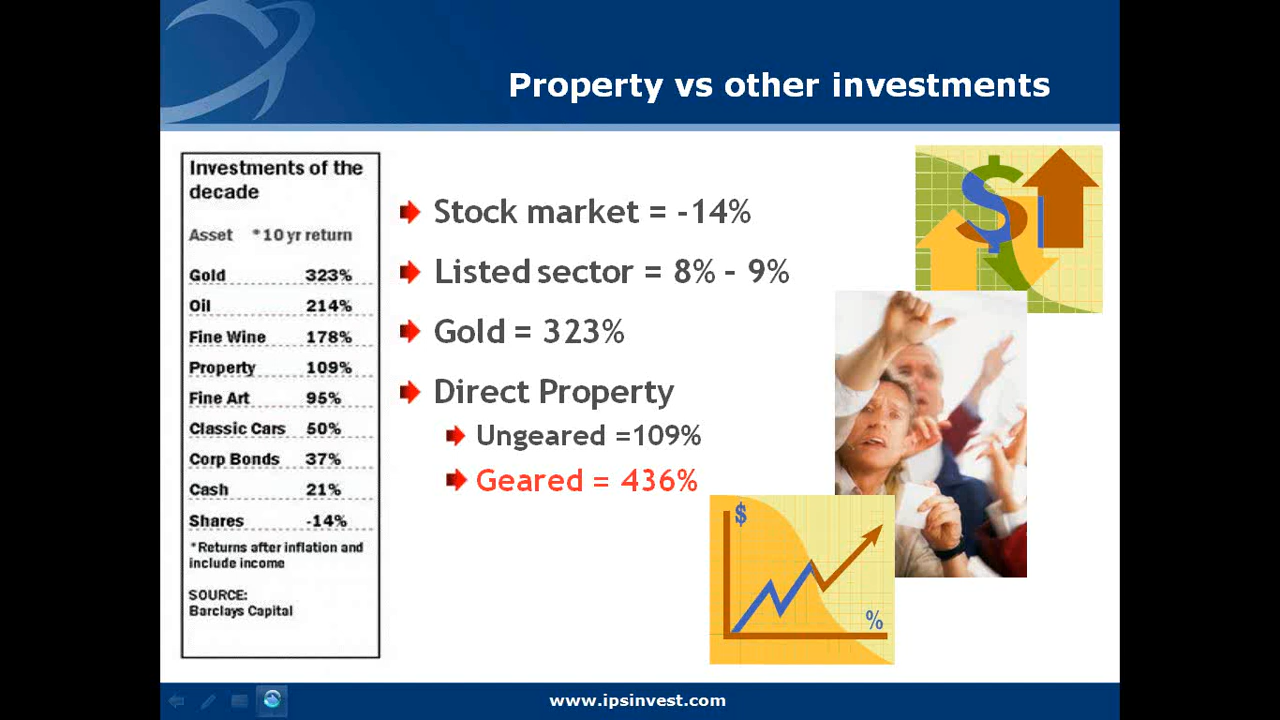 Property vs other investments
Investments of the
decade
Asset *10 yr return
Gold 323%
Oil 214%
Fine Wine 178%
Property 109%
Fine Art 95%
Classic Cars 50%
Corp Bonds 37%
Cash 21%
Shares -14%
*Returns after inflation and
include income
SOURCE:
Barclays Capital
Stock market = -14%
Listed sector = 8% - 9%
Gold = 323%
Direct Property
Ungeared =109%
Geared = 436%
$
$
%
www.ipsinvest.com